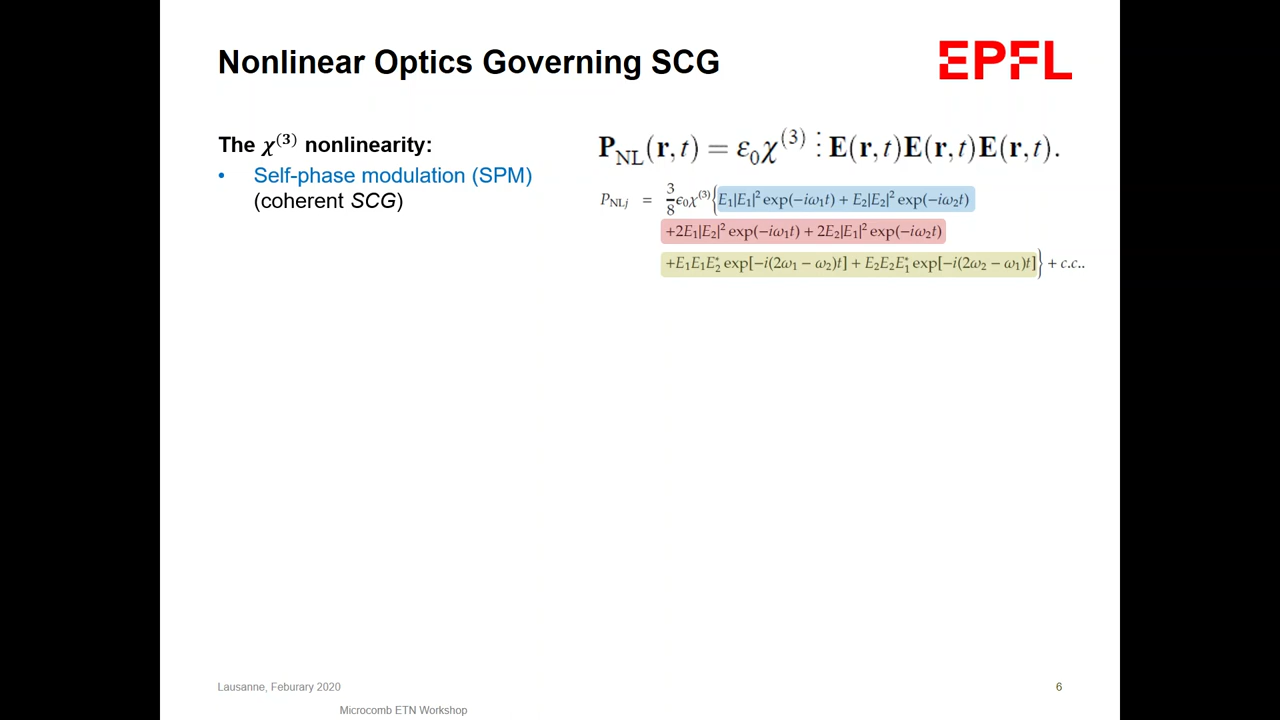 Nonlinear Optics Governing SCG
EPFL
The χ⁽³⁾ nonlinearity:
• Self-phase modulation (SPM)
(coherent SCG)
P_NL(r, t) = ε₀χ⁽³⁾ ⋮ E(r, t)E(r, t)E(r, t).
P_NLj = 3/8 ϵ₀χ⁽³⁾{E₁|E₁|² exp(−iω₁t) + E₂|E₂|² exp(−iω₂t)
+2E₁|E₂|² exp(−iω₁t) + 2E₂|E₁|² exp(−iω₂t)
+E₁E₁E₂* exp[−i(2ω₁ − ω₂)t] + E₂E₂E₁* exp[−i(2ω₂ − ω₁)t]} + c.c..
Lausanne, Feburary 2020
6
Microcomb ETN Workshop